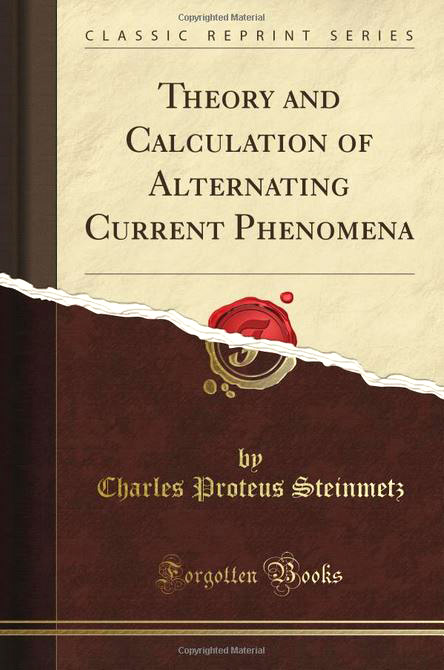 Copyrighted Material
CLASSIC REPRINT SERIES
THEORY AND
CALCULATION OF
ALTERNATING
CURRENT PHENOMENA
F
by
Charles Proteus Steinmetz
Forgotten Books
Copyrighted Material